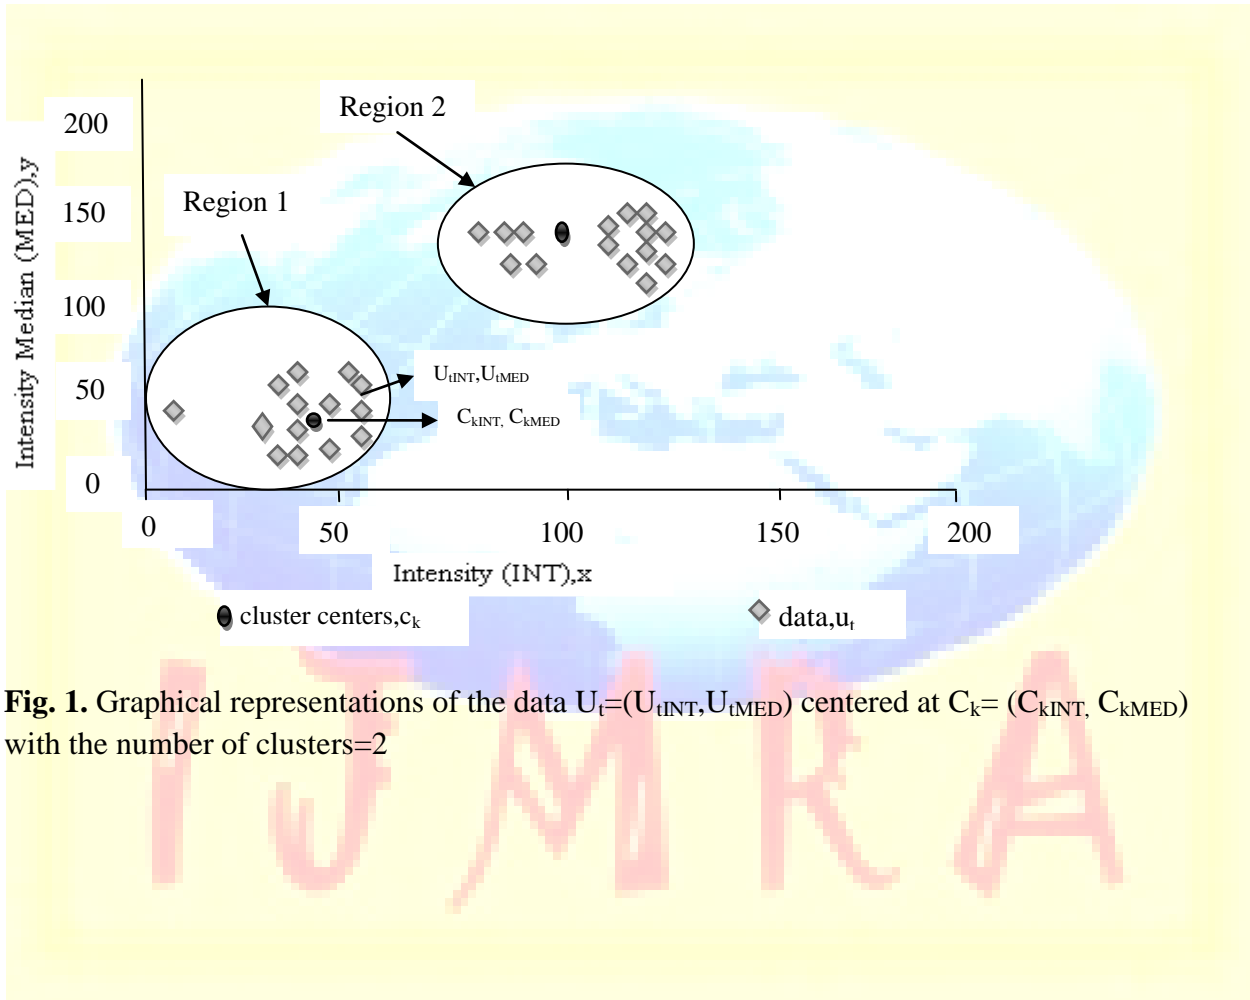 Region 2
200
Region 1
150
Intensity Median (MED),y
100
50
0
UtINT,UtMED
CkINT, CkMED
0 50 100 150 200
Intensity (INT),x
cluster centers,ck
data,ut
Fig. 1. Graphical representations of the data Ut=(UtINT,UtMED) centered at Ck= (CkINT, CkMED)
with the number of clusters=2
IJMRA